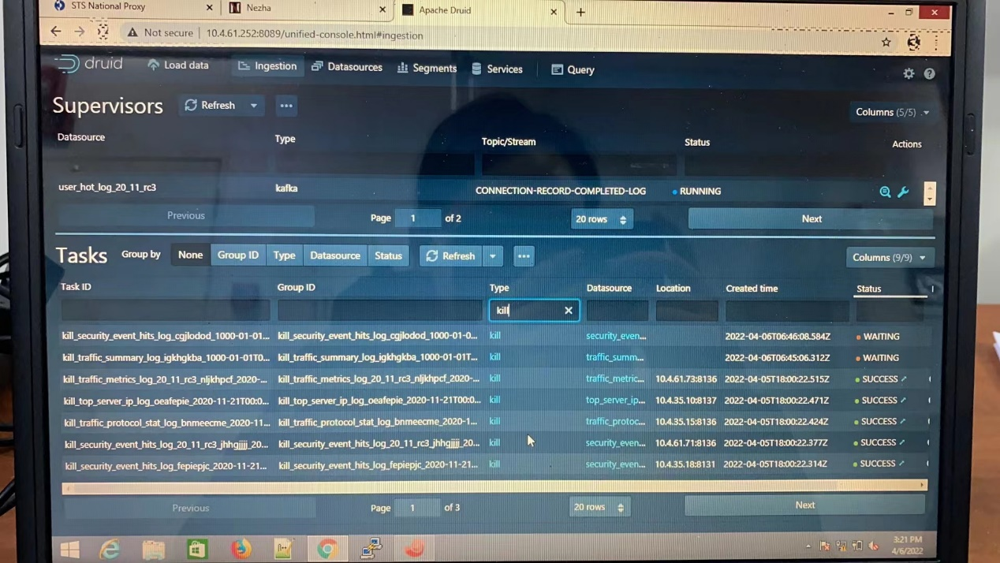 STS National Proxy
Nezha
Apache Druid
Not secure
10.4.61.252:8089/unified-console.html#ingestion
druid Load data Ingestion Datasources Segments Services Query
Supervisors Refresh
Columns (5/5)
Datasource Type Topic/Stream Status Actions
user_hot_log_20_11_rc3 kafka CONNECTION-RECORD-COMPLETED-LOG RUNNING
Previous Page 1 of 2 20 rows Next
Tasks Group by None Group ID Type Datasource Status Refresh
Columns (9/9)
Task ID Group ID Type Datasource Location Created time Status
kill
kill_security_event_hits_log_cgjlodod_1000-01-01... kill_security_event_hits_log_cgjlodod_1000-01-0... kill security_even... 2022-04-06T06:46:08.584Z WAITING
kill_traffic_summary_log_igkhgkba_1000-01-01T0... kill_traffic_summary_log_igkhgkba_1000-01-01T... kill traffic_summ... 2022-04-06T06:45:06.312Z WAITING
kill_traffic_metrics_log_20_11_rc3_nljkhpcf_2020-... kill_traffic_metrics_log_20_11_rc3_nljkhpcf_2020-... kill traffic_metric... 10.4.61.73:8136 2022-04-05T18:00:22.515Z SUCCESS
kill_top_server_ip_log_oeafepie_2020-11-21T00:0... kill_top_server_ip_log_oeafepie_2020-11-21T00:0... kill top_server_ip... 10.4.35.10:8137 2022-04-05T18:00:22.471Z SUCCESS
kill_traffic_protocol_stat_log_bnmeecme_2020-11... kill_traffic_protocol_stat_log_bnmeecme_2020-1... kill traffic_protoc... 10.4.35.15:8131 2022-04-05T18:00:22.424Z SUCCESS
kill_security_event_hits_log_20_11_rc3_jhhgjjjj_20... kill_security_event_hits_log_20_11_rc3_jhhgjjjj_20... kill security_even... 10.4.61.71:8136 2022-04-05T18:00:22.377Z SUCCESS
kill_security_event_hits_log_fepiepjc_2020-11-21... kill_security_event_hits_log_fepiepjc_2020-11-21... kill security_even... 10.4.35.18:8131 2022-04-05T18:00:22.314Z SUCCESS
Previous Page 1 of 3 20 rows Next
3:21 PM
4/6/2022